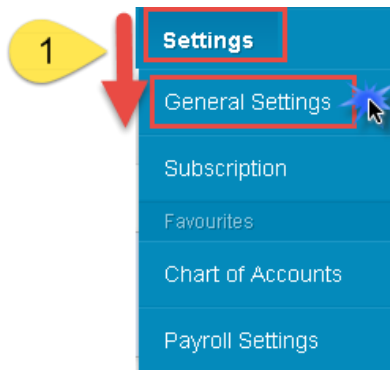 1
Settings
General Settings
Subscription
Favourites
Chart of Accounts
Payroll Settings